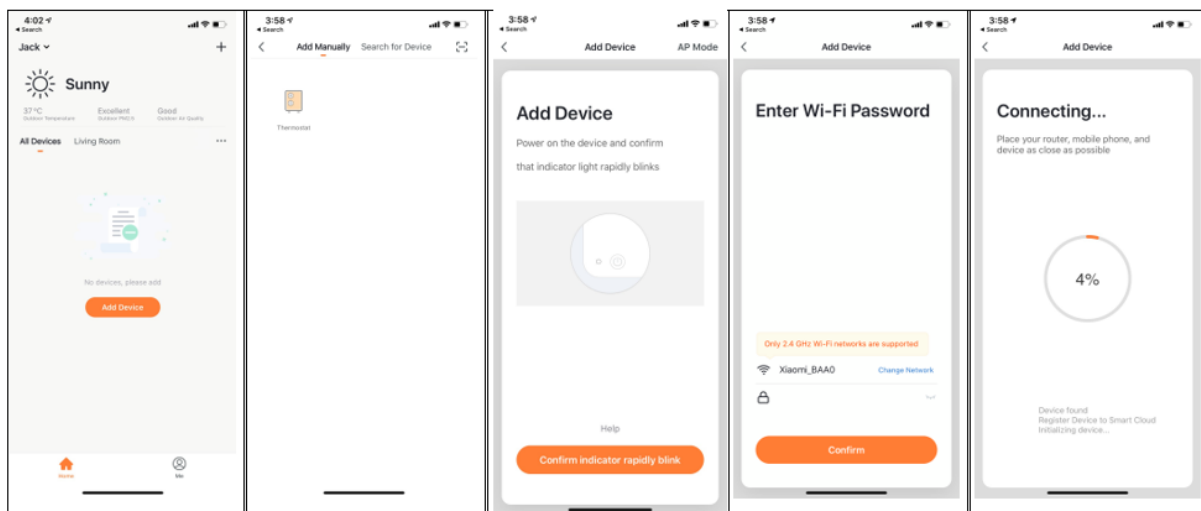 4:02
Search
Jack
Sunny
37°C
Excellent
Good
Outdoor Temperature
Outdoor PM2.5
Outdoor Air Quality
All Devices
Living Room
No devices, please add
Add Device
Home
Me
3:58
Search
Add Manually
Search for Device
Thermostat
3:58
Search
Add Device
AP Mode
Add Device
Power on the device and confirm
that indicator light rapidly blinks
Help
Confirm indicator rapidly blink
3:58
Search
Add Device
Enter Wi-Fi Password
Only 2.4 GHz Wi-Fi networks are supported
Xiaomi_BAA0
Change Network
Confirm
3:58
Search
Add Device
Connecting...
Place your router, mobile phone, and
device as close as possible
4%
Device found
Register Device to Smart Cloud
Initializing device...